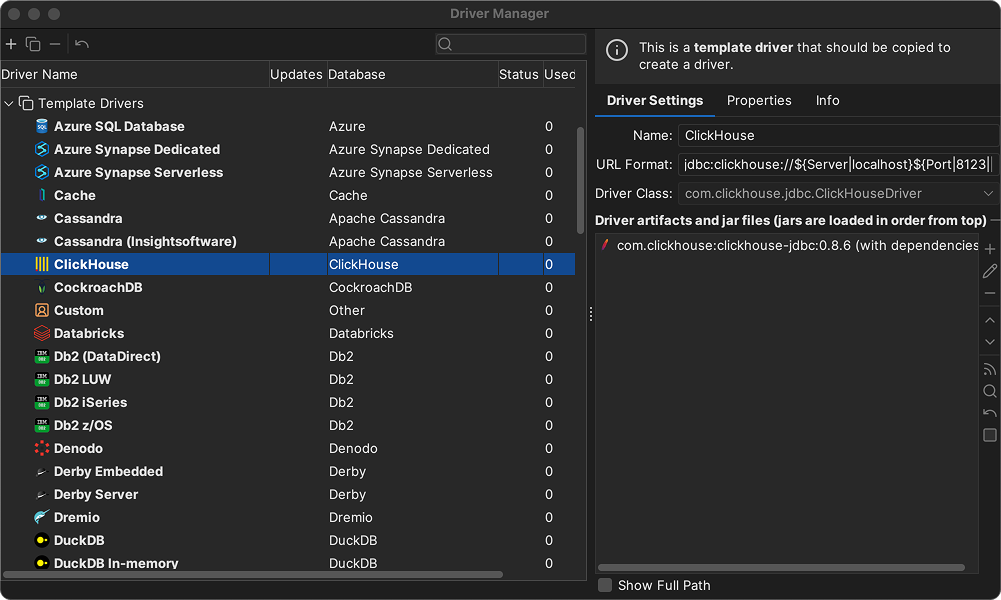 Driver Manager
Driver Name Updates Database Status Used
Template Drivers
Azure SQL Database Azure 0
Azure Synapse Dedicated Azure Synapse Dedicated 0
Azure Synapse Serverless Azure Synapse Serverless 0
Cache Cache 0
Cassandra Apache Cassandra 0
Cassandra (Insightsoftware) Apache Cassandra 0
ClickHouse ClickHouse 0
CockroachDB CockroachDB 0
Custom Other 0
Databricks Databricks 0
Db2 (DataDirect) Db2 0
Db2 LUW Db2 0
Db2 iSeries Db2 0
Db2 z/OS Db2 0
Denodo Denodo 0
Derby Embedded Derby 0
Derby Server Derby 0
Dremio Dremio 0
DuckDB DuckDB 0
DuckDB In-memory DuckDB 0
This is a template driver that should be copied to
create a driver.
Driver Settings Properties Info
Name: ClickHouse
URL Format: jdbc:clickhouse://${Server|localhost}${Port|8123||
Driver Class: com.clickhouse.jdbc.ClickHouseDriver
Driver artifacts and jar files (jars are loaded in order from top)
com.clickhouse:clickhouse-jdbc:0.8.6 (with dependencies
Show Full Path